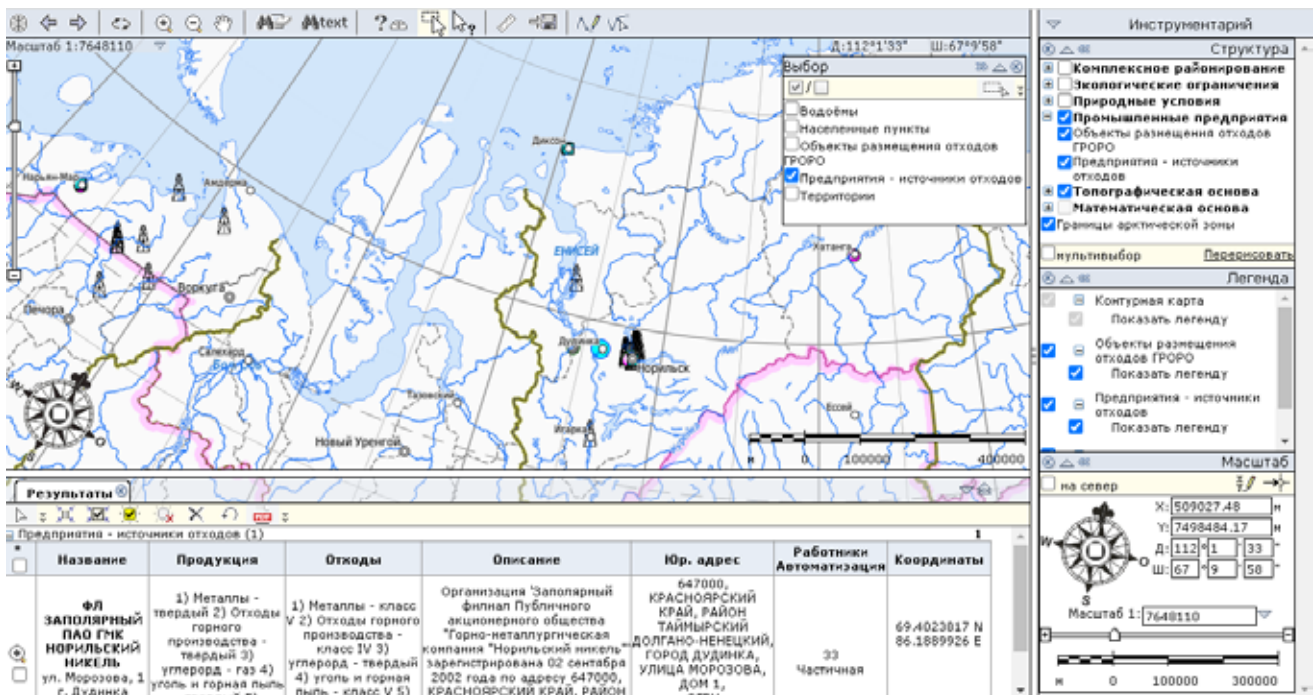 text
?
Инструментарий
Масштаб 1:7648110
Д:112°1'33" Ш:67°9'58"
Выбор
/
Водоёмы
Населенные пункты
Объекты размещения отходов
ГРОРО
Предприятия - источники отходов
Территории
Диксон
Нарьян-Мар
Амдерма
ЕНИСЕЙ
Хатанга
Воркута
Печора
Салехард
Дудинка
Норильск
Тазовский
Игарка
Ессей
Новый Уренгой
м 0 100000 400000
Структура
Комплексное районирование
Экологические ограничения
Природные условия
Промышленные предприятия
Объекты размещения отходов
ГРОРО
Предприятия - источники
отходов
Топографическая основа
Математическая основа
Границы арктической зоны
мультивыбор Перерисовать
Легенда
Контурная карта
Показать легенду
Объекты размещения
отходов ГРОРО
Показать легенду
Предприятия - источники
отходов
Показать легенду
Масштаб
на север
X: 509027.48 м
Y: 7498484.17 м
Д: 112 ° 1 ' 33 "
Ш: 67 ° 9 ' 58 "
W
O
S
Масштаб 1: 7648110
м 0 100000 300000
Результаты
PDF
Предприятия - источники отходов (1) 1
* Название Продукция Отходы Описание Юр. адрес Работники Автоматизация Координаты
ФЛ
ЗАПОЛЯРНЫЙ
ПАО ГМК
НОРИЛЬСКИЙ
НИКЕЛЬ
ул. Морозова, 1
г. Дудинка
1) Металлы -
твердый 2) Отходы
горного
производства -
твердый 3)
углерод - газ 4)
уголь и горная пыль
1) Металлы - класс
V 2) Отходы горного
производства -
класс IV 3)
углерорд - твердый
4) уголь и горная
пыль - класс V 5)
Организация "Заполярный
филиал Публичного
акционерного общества
"Горно-металлургическая
компания "Норильский никель"
зарегистрирована 02 сентября
2002 года по адресу 647000,
КРАСНОЯРСКИЙ КРАЙ, РАЙОН
647000,
КРАСНОЯРСКИЙ
КРАЙ, РАЙОН
ТАЙМЫРСКИЙ
ДОЛГАНО-НЕНЕЦКИЙ,
ГОРОД ДУДИНКА,
УЛИЦА МОРОЗОВА,
ДОМ 1,
33
Частичная
69.4023817 N
86.1889926 E